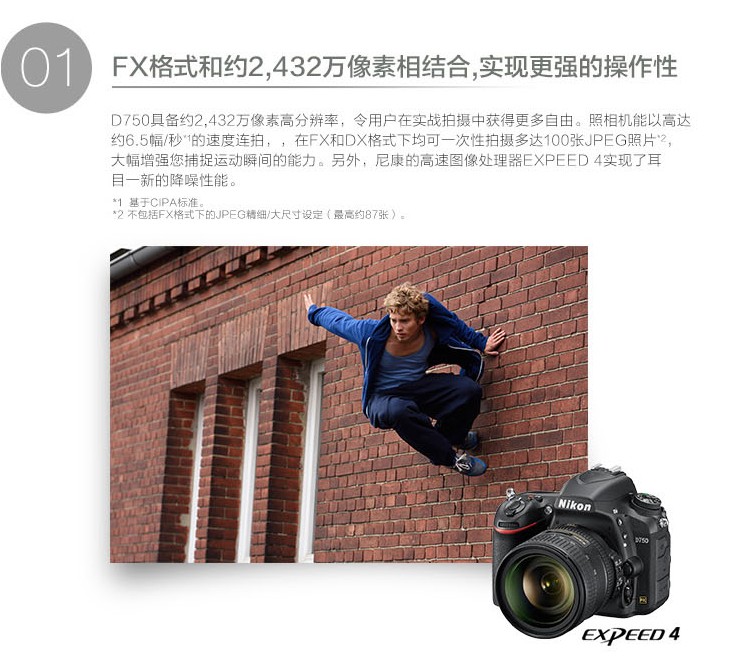 01
FX格式和约2,432万像素相结合,实现更强的操作性
D750具备约2,432万像素高分辨率，令用户在实战拍摄中获得更多自由。照相机能以高达
约6.5幅/秒*1的速度连拍，，在FX和DX格式下均可一次性拍摄多达100张JPEG照片*2，
大幅增强您捕捉运动瞬间的能力。另外，尼康的高速图像处理器EXPEED 4实现了耳
目一新的降噪性能。
*1 基于CIPA标准。
*2 不包括FX格式下的JPEG精细/大尺寸设定（最高约87张）。
Nikon
D750
FX
EXPEED 4